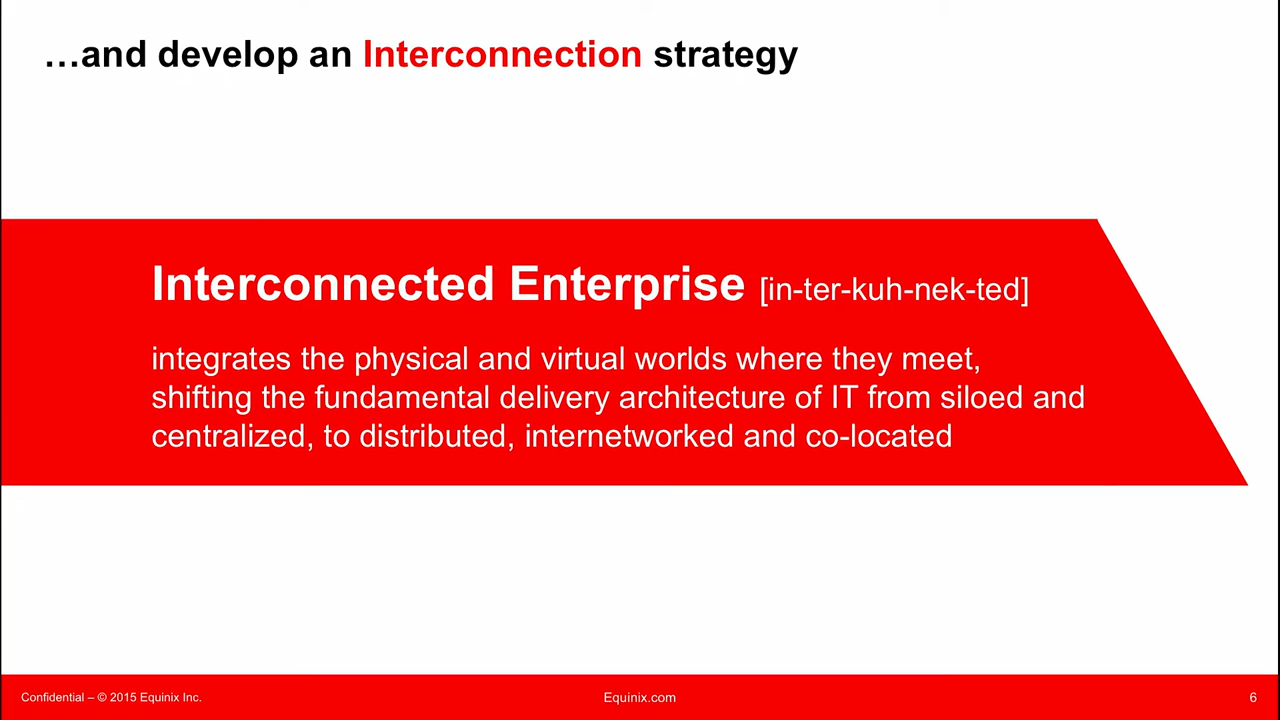 …and develop an Interconnection strategy
Interconnected Enterprise [in-ter-kuh-nek-ted]
integrates the physical and virtual worlds where they meet,
shifting the fundamental delivery architecture of IT from siloed and
centralized, to distributed, internetworked and co-located
Confidential – © 2015 Equinix Inc.
Equinix.com
6